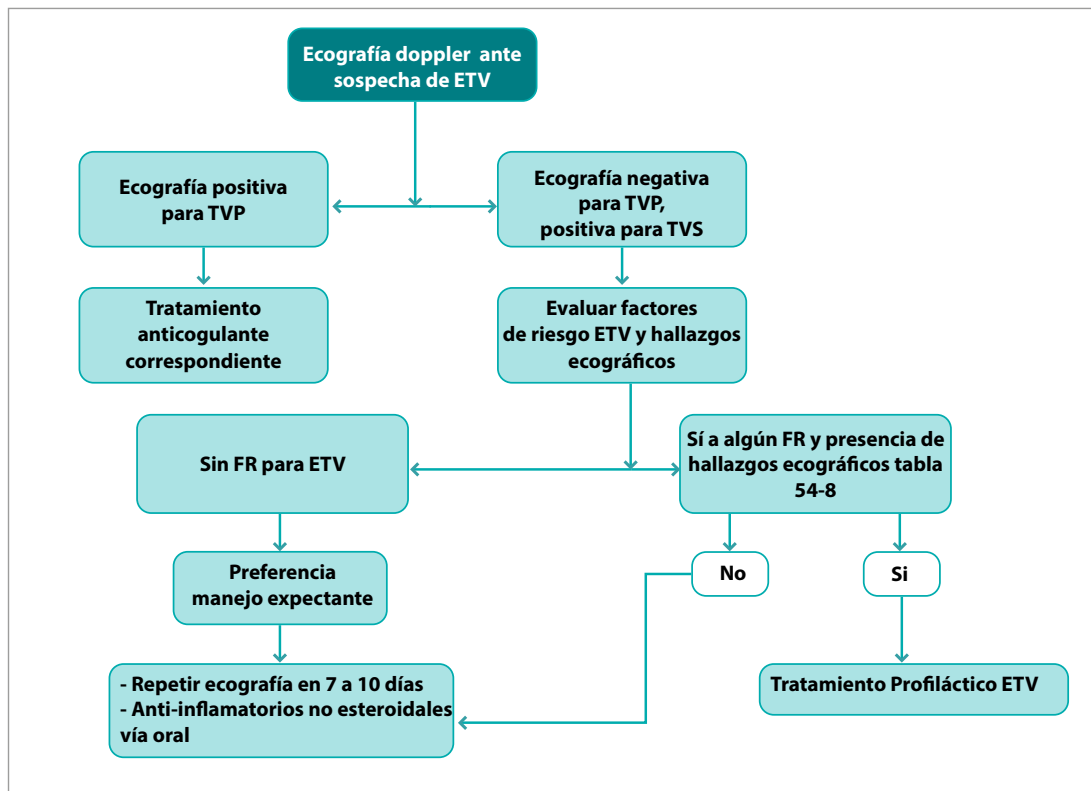 Ecografía doppler ante
sospecha de ETV
Ecografía positiva
para TVP
Ecografía negativa
para TVP,
positiva para TVS
Tratamiento
anticogulante
correspondiente
Evaluar factores
de riesgo ETV y hallazgos
ecográficos
Sin FR para ETV
Sí a algún FR y presencia de
hallazgos ecográficos tabla
54-8
Preferencia
manejo expectante
No
Si
- Repetir ecografía en 7 a 10 días
- Anti-inflamatorios no esteroidales
vía oral
Tratamiento Profiláctico ETV